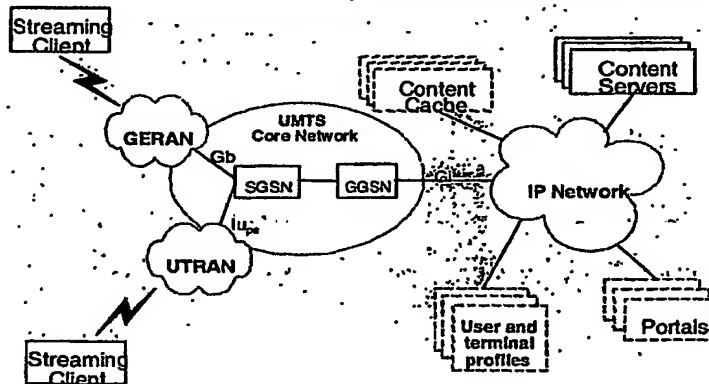 Streaming
Client
GERAN
UMTS
Core Network
Gb
SGSN
GGSN
Iu
ps
UTRAN
Streaming
Client
Content
Cache
Content
Servers
Gi
IP Network
User and
terminal
profiles
Portals